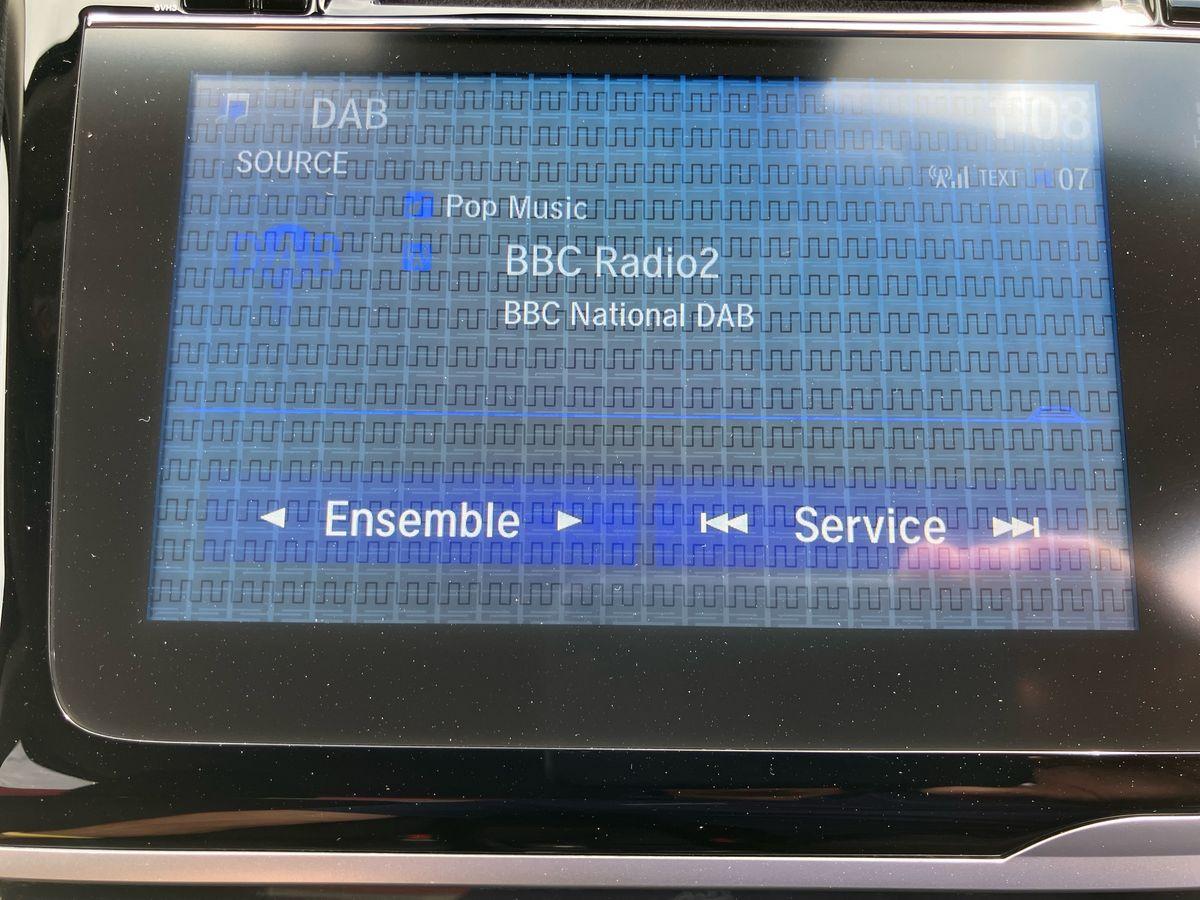 DAB
SOURCE
TEXT 07
Pop Music
DAB
BBC Radio2
BBC National DAB
Ensemble
Service